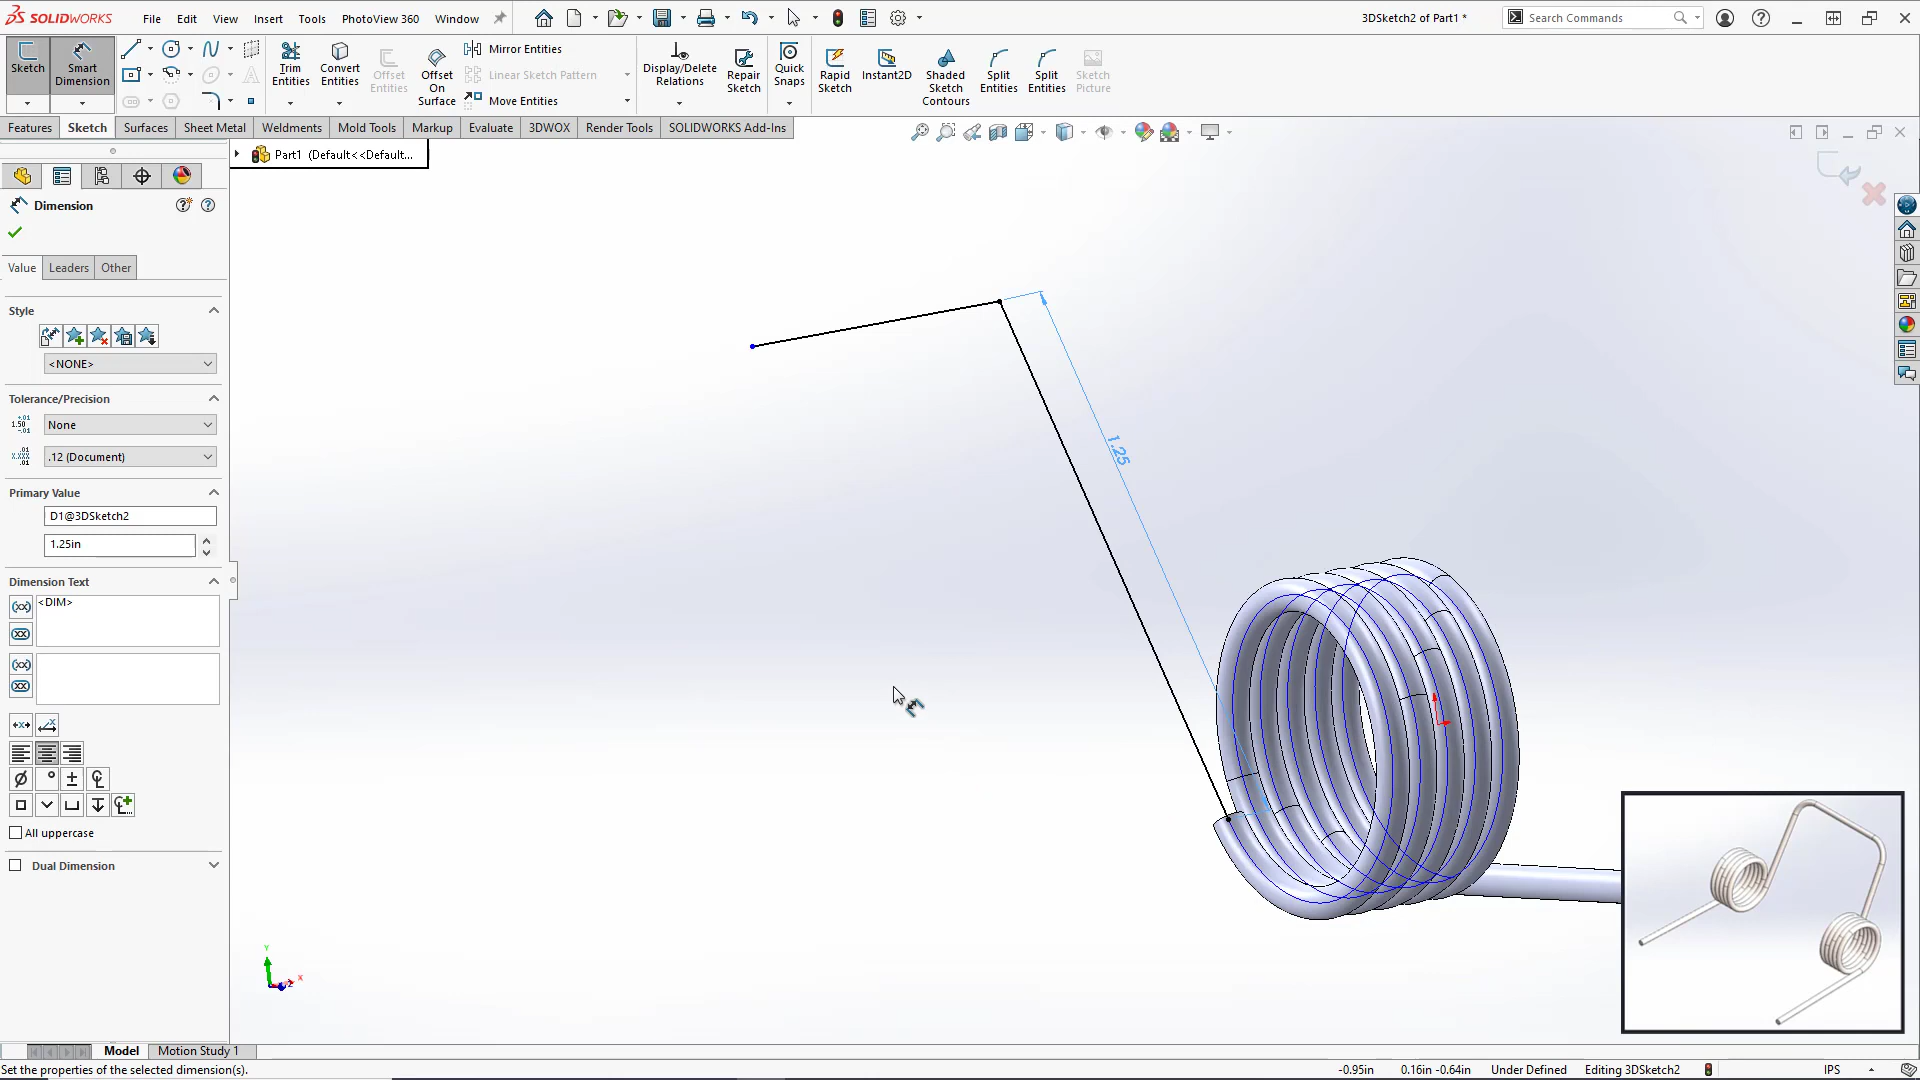 SOLIDWORKS
File
Edit
View
Insert
Tools
PhotoView 360
Window
3DSketch2 of Part1 *
Search Commands
Sketch
Smart Dimension
Trim Entities
Convert Entities
Offset Entities
Offset On Surface
Mirror Entities
Linear Sketch Pattern
Move Entities
Display/Delete Relations
Repair Sketch
Quick Snaps
Rapid Sketch
Instant2D
Shaded Sketch Contours
Split Entities
Split Entities
Sketch Picture
Features
Sketch
Surfaces
Sheet Metal
Weldments
Mold Tools
Markup
Evaluate
3DWOX
Render Tools
SOLIDWORKS Add-Ins
Part1 (Default<<Default...
Dimension
Value
Leaders
Other
Style
<NONE>
Tolerance/Precision
None
.12 (Document)
Primary Value
D1@3DSketch2
1.25in
Dimension Text
<DIM>
All uppercase
Dual Dimension
1.25
Y
X
Model
Motion Study 1
Set the properties of the selected dimension(s).
-0.95in
0.16in -0.64in
Under Defined
Editing 3DSketch2
IPS